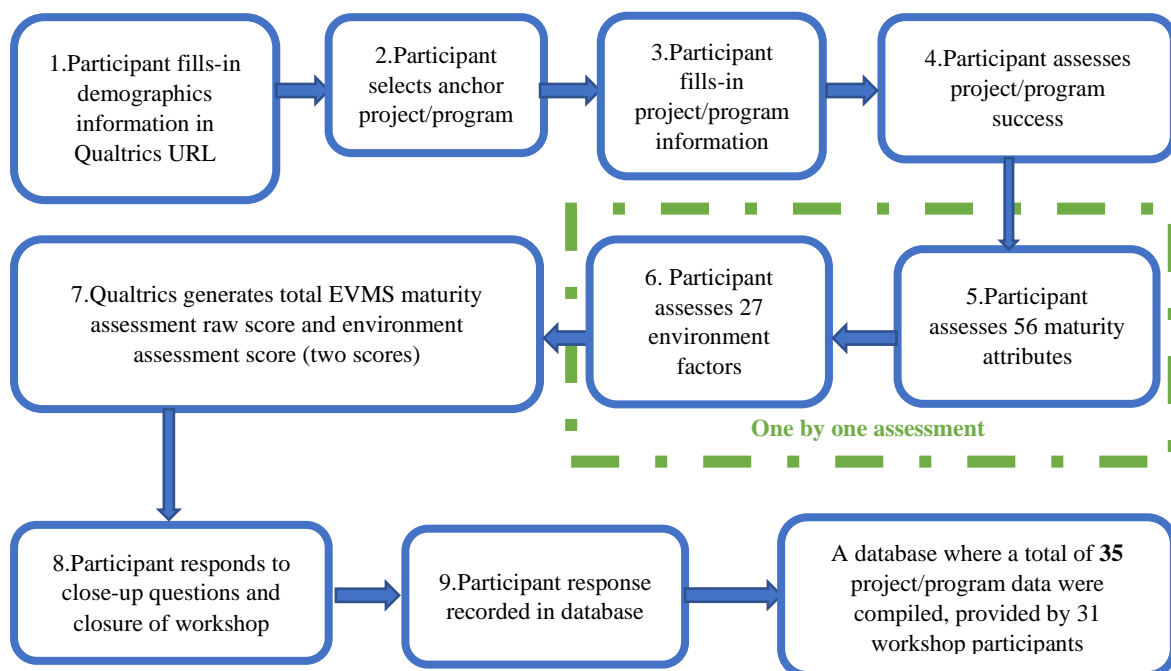 1.Participant fills-in
demographics
information in
Qualtrics URL
2.Participant
selects anchor
project/program
3.Participant
fills-in
project/program
information
4.Participant assesses
project/program
success
5.Participant
assesses 56 maturity
attributes
6. Participant
assesses 27
environment
factors
One by one assessment
7.Qualtrics generates total EVMS maturity
assessment raw score and environment
assessment score (two scores)
8.Participant responds to
close-up questions and
closure of workshop
9.Participant response
recorded in database
A database where a total of 35
project/program data were
compiled, provided by 31
workshop participants